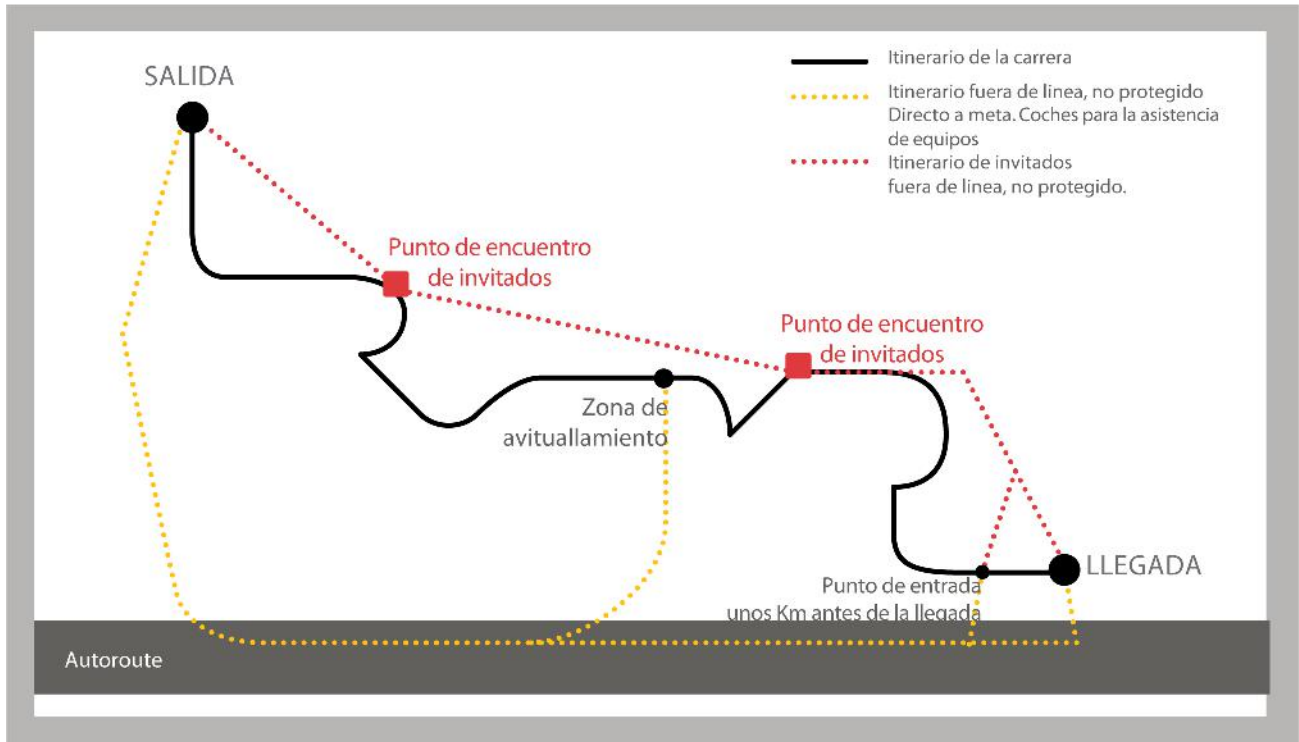 SALIDA
Itinerario de la carrera
Itinerario fuera de linea, no protegido
Directo a meta. Coches para la asistencia
de equipos
Itinerario de invitados
fuera de linea, no protegido.
Punto de encuentro
de invitados
Punto de encuentro
de invitados
Zona de
avituallamiento
LLEGADA
Punto de entrada
unos Km antes de la llegada
Autoroute